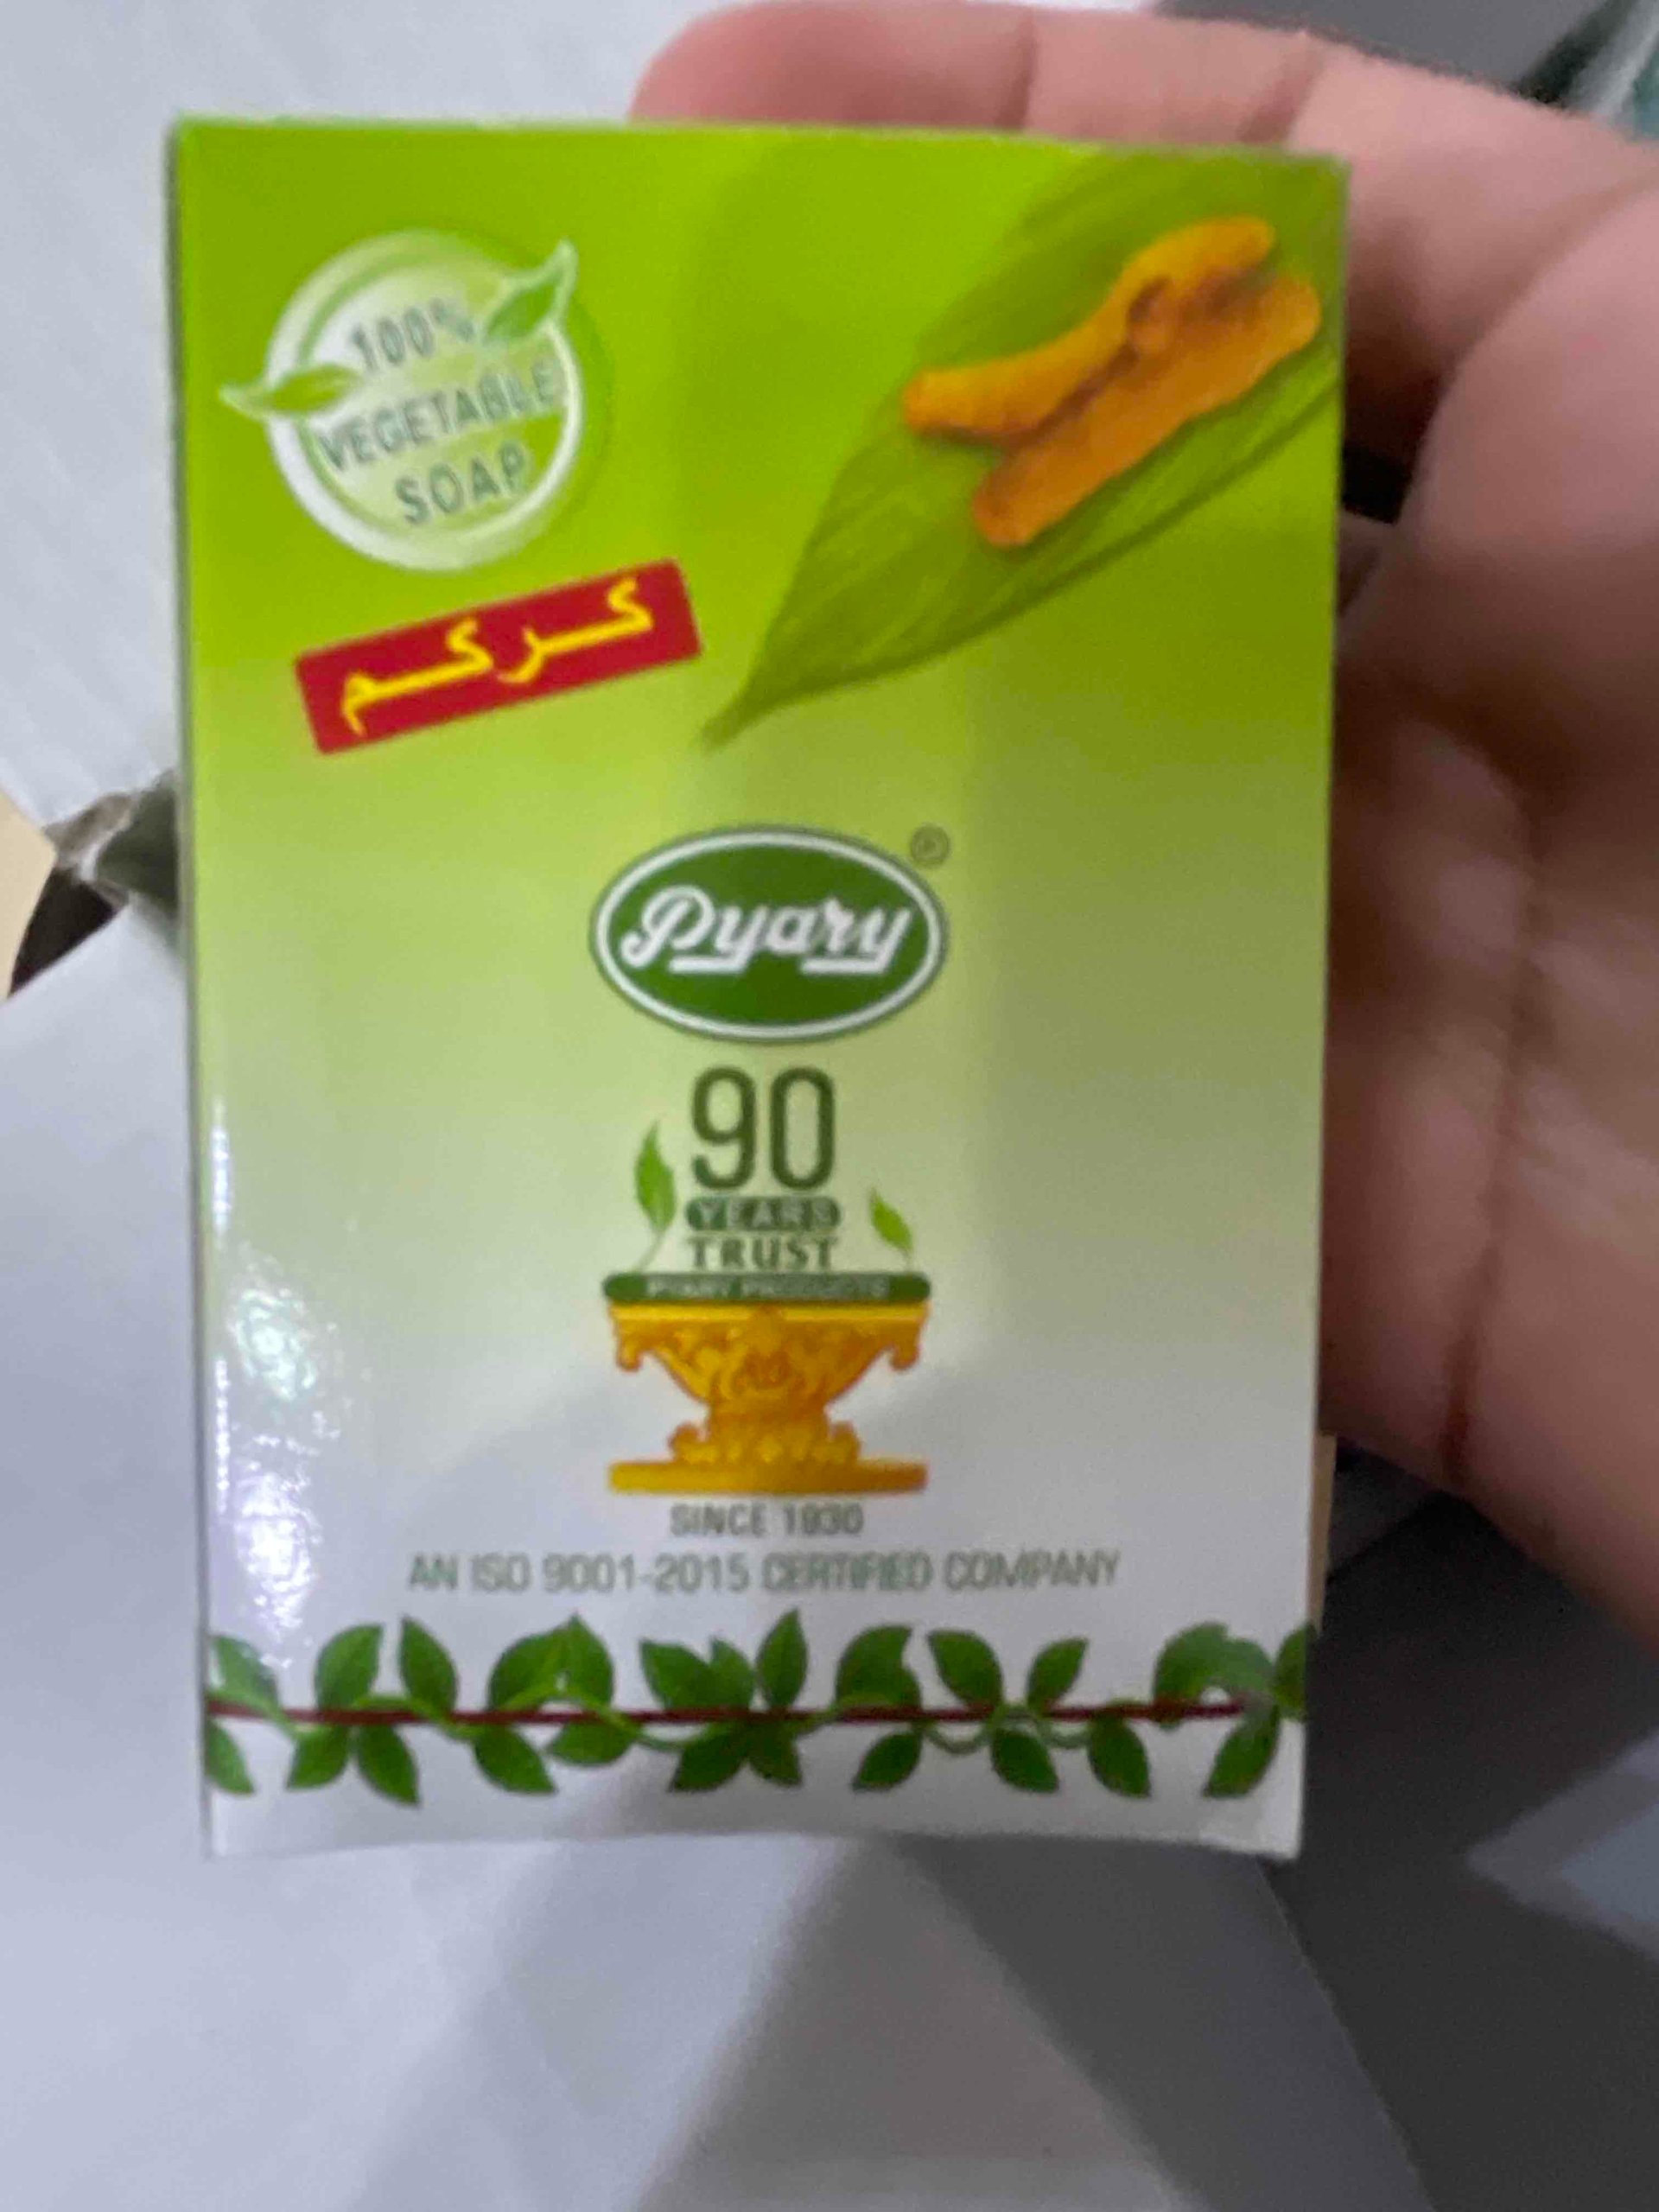 100%
VEGETABLE
SOAP
كركم
Pyary
®
90
YEARS
TRUST
PYARY PRODUCTS
SINCE 1930
AN ISO 9001-2015 CERTIFIED COMPANY